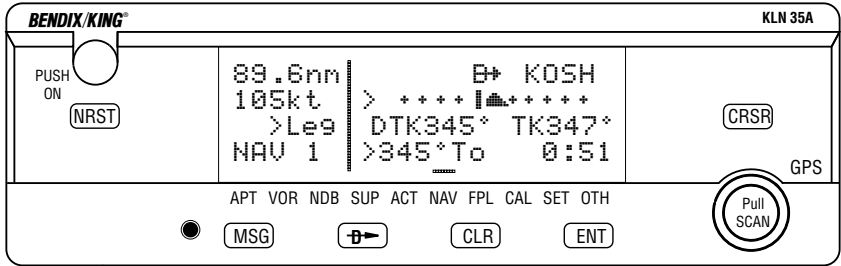 BENDIX/KING®
KLN 35A
PUSH
ON
NRST
89.6nm KOSH
105kt > ++++ +++++
>Leg DTK345° TK347°
NAV 1 >345°To 0:51
CRSR
GPS
APT VOR NDB SUP ACT NAV FPL CAL SET OTH
Pull
SCAN
MSG
D
CLR
ENT